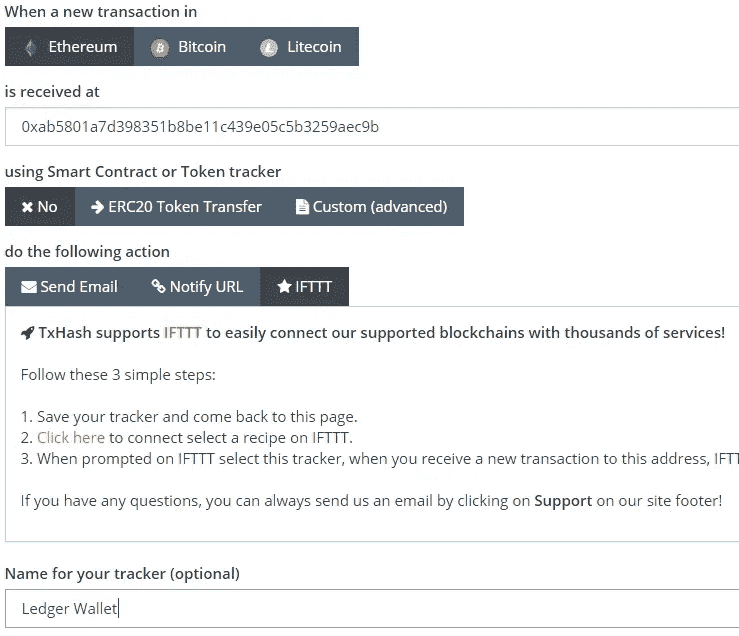 When a new transaction in
Ethereum Bitcoin Litecoin
is received at
0xab5801a7d398351b8be11c439e05c5b3259aec9b
using Smart Contract or Token tracker
No ERC20 Token Transfer Custom (advanced)
do the following action
Send Email Notify URL IFTTT
TxHash supports IFTTT to easily connect our supported blockchains with thousands of services!
Follow these 3 simple steps:
1. Save your tracker and come back to this page.
2. Click here to connect select a recipe on IFTTT.
3. When prompted on IFTTT select this tracker, when you receive a new transaction to this address,
If you have any questions, you can always send us an email by clicking on Support on our site footer!
Name for your tracker (optional)
Ledger Wallet